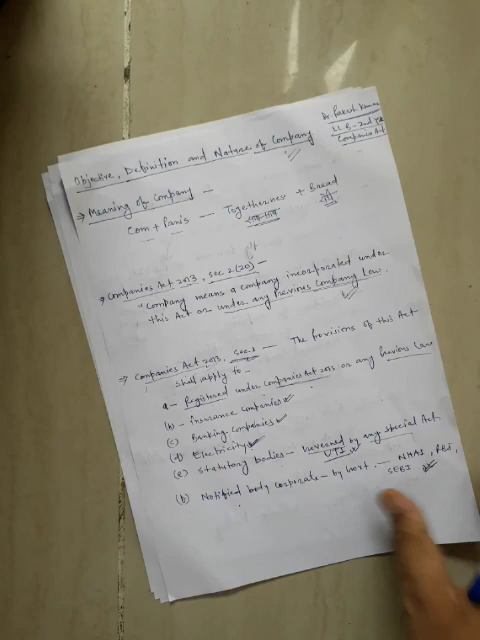 Dr. Rakesh Kumar
LL.B - 2nd year
Companies Act
Objective, Definition and Nature of Company
→ Meaning of Company —
Com + Panis — Togetherness + Bread
→ Companies Act 2013, sec 2(20) —
"Company means a company incorporated under
this Act or under any Previous Company Law.
→ Companies Act 2013, sec-1 — The Provisions of this Act
shall apply to -
a - Registered under Companies Act 2013 or any Previous Law
(b) - Insurance Companies
(c) Banking Companies
(d) Electricity
(e) Statutory bodies - Governed by any special Act
UTI
(b) Notified body corporate - by Govt. - NHAI, RBI,
SEBI